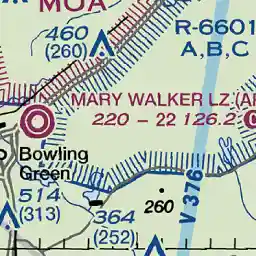 MOA
460
(260)
R-6601
A,B,C
MARY WALKER LZ
220 - 22 126.2
Bowling
Green
514
(313)
364
(252)
260
V 376